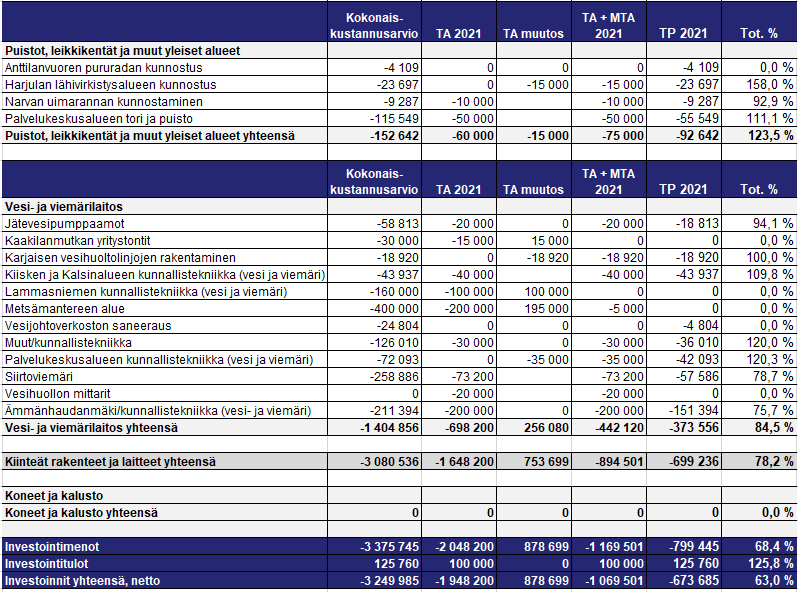 Kokonais-kustannusarvio TA 2021 TA muutos TA + MTA 2021 TP 2021 Tot. %
Puistot, leikkikentät ja muut yleiset alueet
Anttilanvuoren pururadan kunnostus -4 109 0 0 0 -4 109 0,0 %
Harjulan lähivirkistysalueen kunnostus -23 697 0 -15 000 -15 000 -23 697 158,0 %
Narvan uimarannan kunnostaminen -9 287 -10 000 -10 000 -9 287 92,9 %
Palvelukeskusalueen tori ja puisto -115 549 -50 000 -50 000 -55 549 111,1 %
Puistot, leikkikentät ja muut yleiset alueet yhteensä -152 642 -60 000 -15 000 -75 000 -92 642 123,5 %
Kokonais-kustannusarvio TA 2021 TA muutos TA + MTA 2021 TP 2021 Tot. %
Vesi- ja viemärilaitos
Jätevesipumppaamot -58 813 -20 000 0 -20 000 -18 813 94,1 %
Kaakilanmutkan yritystontit -30 000 -15 000 15 000 0 0 0,0 %
Karjaisen vesihuoltolinjojen rakentaminen -18 920 0 -18 920 -18 920 -18 920 100,0 %
Kiisken ja Kalsinalueen kunnallistekniikka (vesi ja viemäri) -43 937 -40 000 -40 000 -43 937 109,8 %
Lammasniemen kunnallistekniikka (vesi ja viemäri) -160 000 -100 000 100 000 0 0 0,0 %
Metsämantereen alue -400 000 -200 000 195 000 -5 000 0 0,0 %
Vesijohtoverkoston saneeraus -24 804 0 0 0 -4 804 0,0 %
Muut/kunnallistekniikka -126 010 -30 000 0 -30 000 -36 010 120,0 %
Palvelukeskusalueen kunnallistekniikka (vesi ja viemäri) -72 093 0 -35 000 -35 000 -42 093 120,3 %
Siirtoviemäri -258 886 -73 200 -73 200 -57 586 78,7 %
Vesihuollon mittarit 0 -20 000 -20 000 0 0,0 %
Ämmänhaudanmäki/kunnallistekniikka (vesi- ja viemäri) -211 394 -200 000 0 -200 000 -151 394 75,7 %
Vesi- ja viemärilaitos yhteensä -1 404 856 -698 200 256 080 -442 120 -373 556 84,5 %
Kiinteät rakenteet ja laitteet yhteensä -3 080 536 -1 648 200 753 699 -894 501 -699 236 78,2 %
Koneet ja kalusto
Koneet ja kalusto yhteensä 0 0 0 0 0 0,0 %
Investointimenot -3 375 745 -2 048 200 878 699 -1 169 501 -799 445 68,4 %
Investointitulot 125 760 100 000 0 100 000 125 760 125,8 %
Investoinnit yhteensä, netto -3 249 985 -1 948 200 878 699 -1 069 501 -673 685 63,0 %